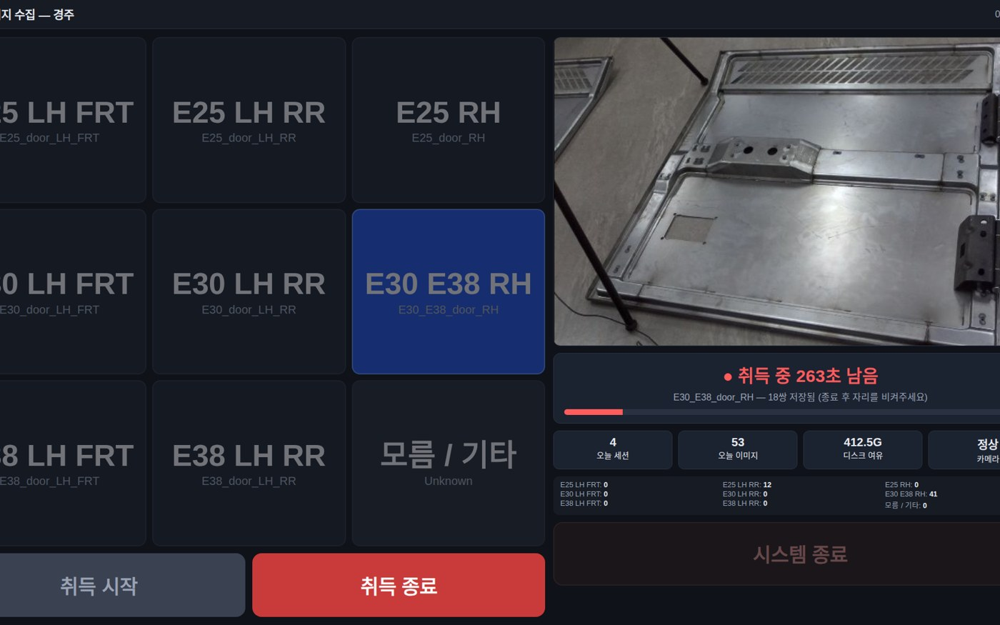 지 수집 — 경주
5 LH FRT
E25_door_LH_FRT
E25 LH RR
E25_door_LH_RR
E25 RH
E25_door_RH
0 LH FRT
E30_door_LH_FRT
E30 LH RR
E30_door_LH_RR
E30 E38 RH
E30_E38_door_RH
8 LH FRT
E38_door_LH_FRT
E38 LH RR
E38_door_LH_RR
모름 / 기타
Unknown
취득 시작
취득 종료
● 취득 중 263초 남음
E30_E38_door_RH — 18쌍 저장됨 (종료 후 자리를 비켜주세요)
4
오늘 세션
53
오늘 이미지
412.5G
디스크 여유
정상
카메라
E25 LH FRT: 0
E25 LH RR: 12
E25 RH: 0
E30 LH FRT: 0
E30 LH RR: 0
E30 E38 RH: 41
E38 LH FRT: 0
E38 LH RR: 0
모름 / 기타: 0
시스템 종료